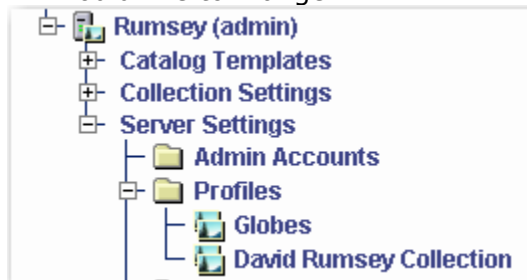 Rumsey (admin)
Catalog Templates
Collection Settings
Server Settings
Admin Accounts
Profiles
Globes
David Rumsey Collection